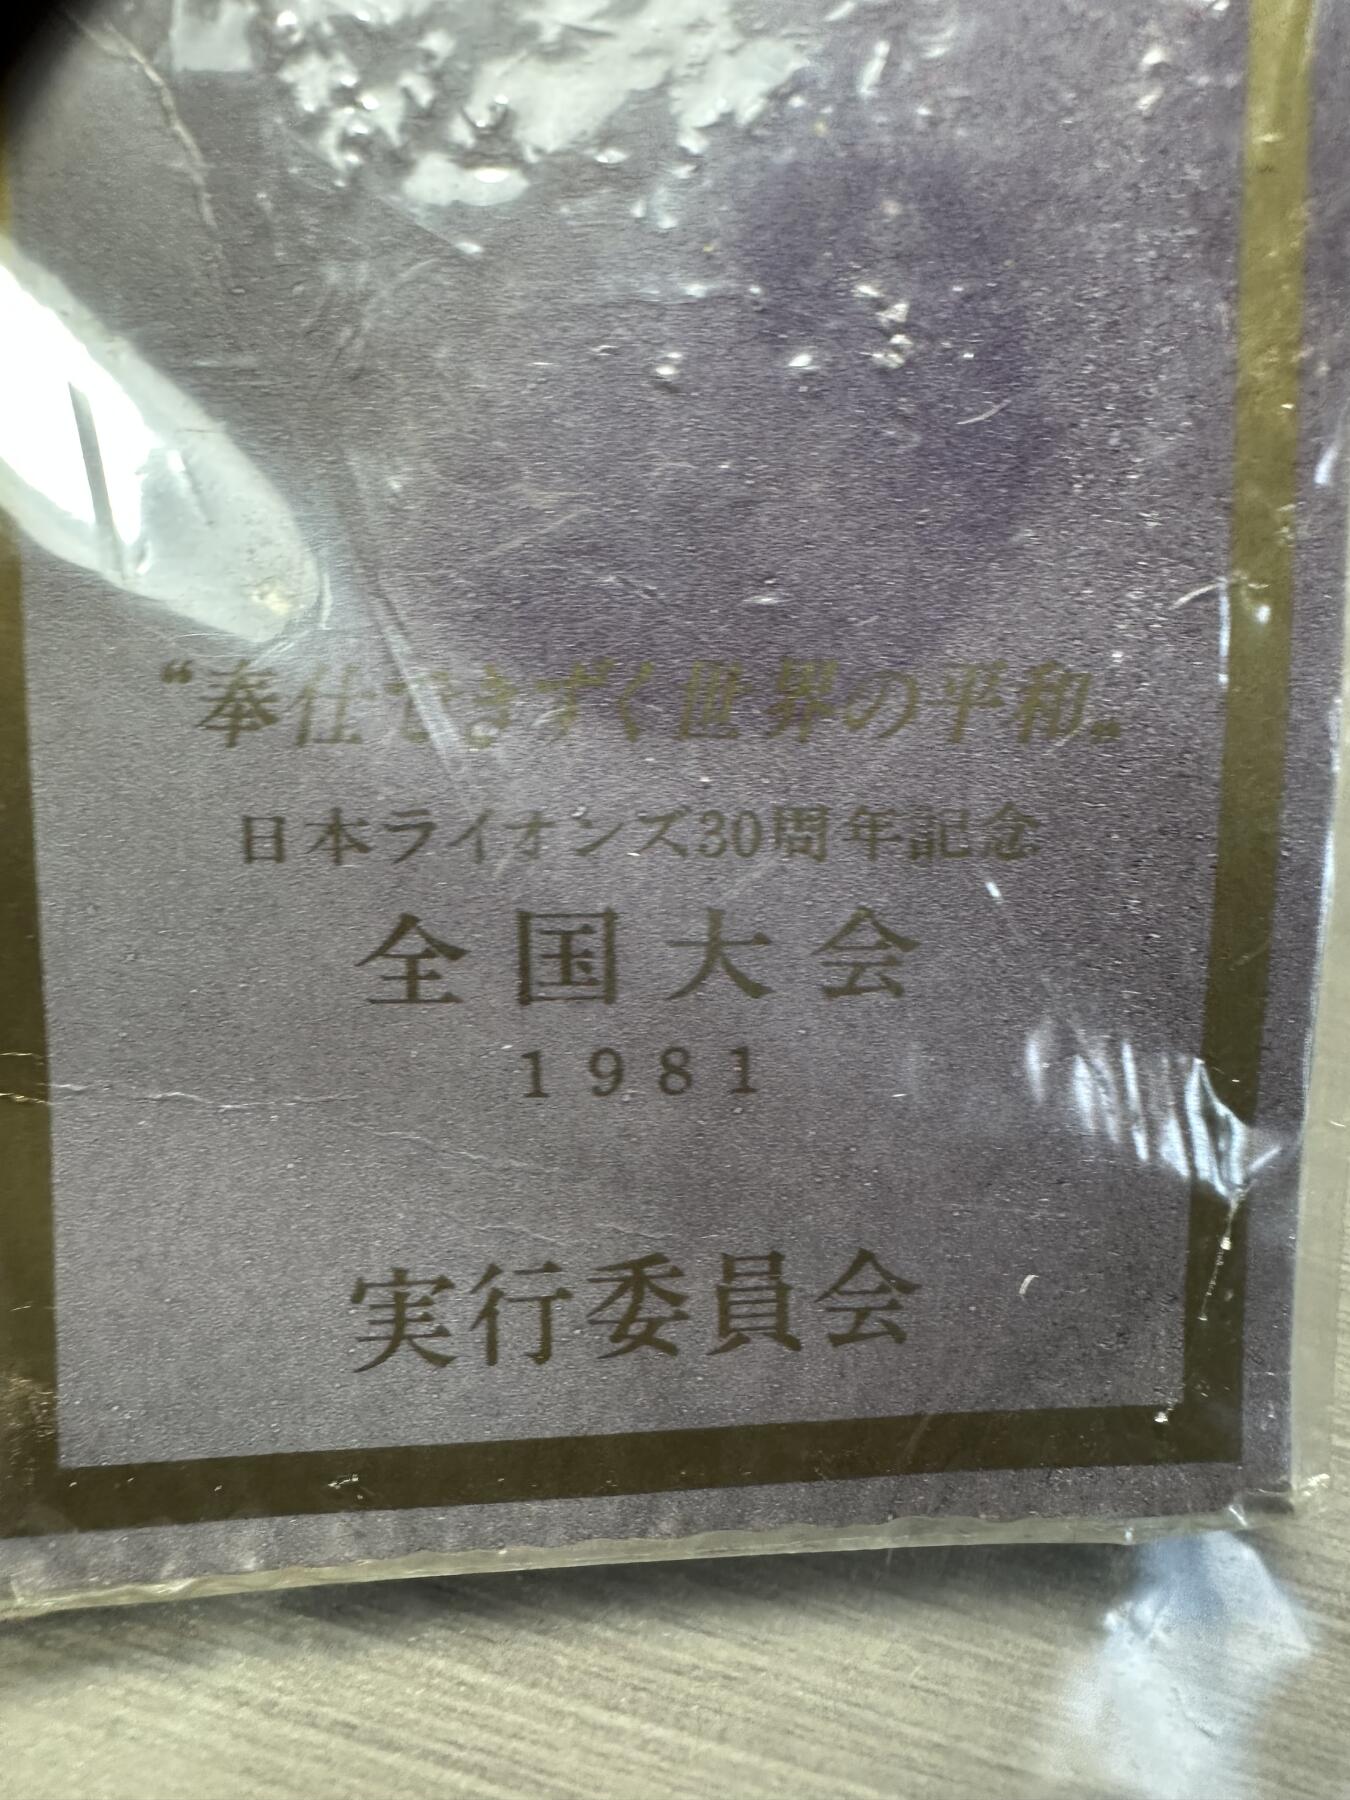 “奉仕できずく世界の平和„
日本ライオンズ30周年記念
全国大会
1981
実行委員会